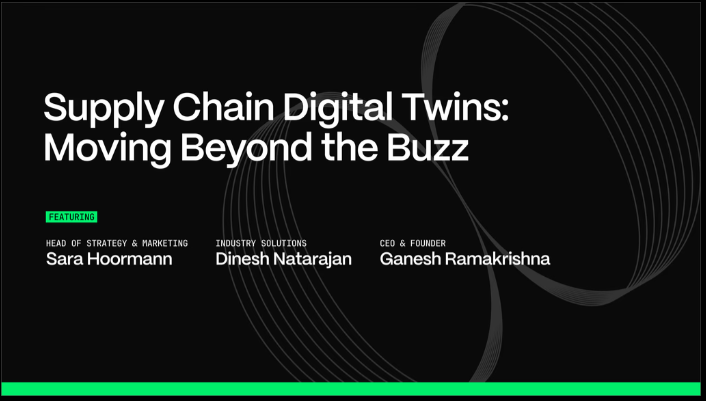 Supply Chain Digital Twins:
Moving Beyond the Buzz
FEATURING
HEAD OF STRATEGY & MARKETING
Sara Hoormann
INDUSTRY SOLUTIONS
Dinesh Natarajan
CEO & FOUNDER
Ganesh Ramakrishna